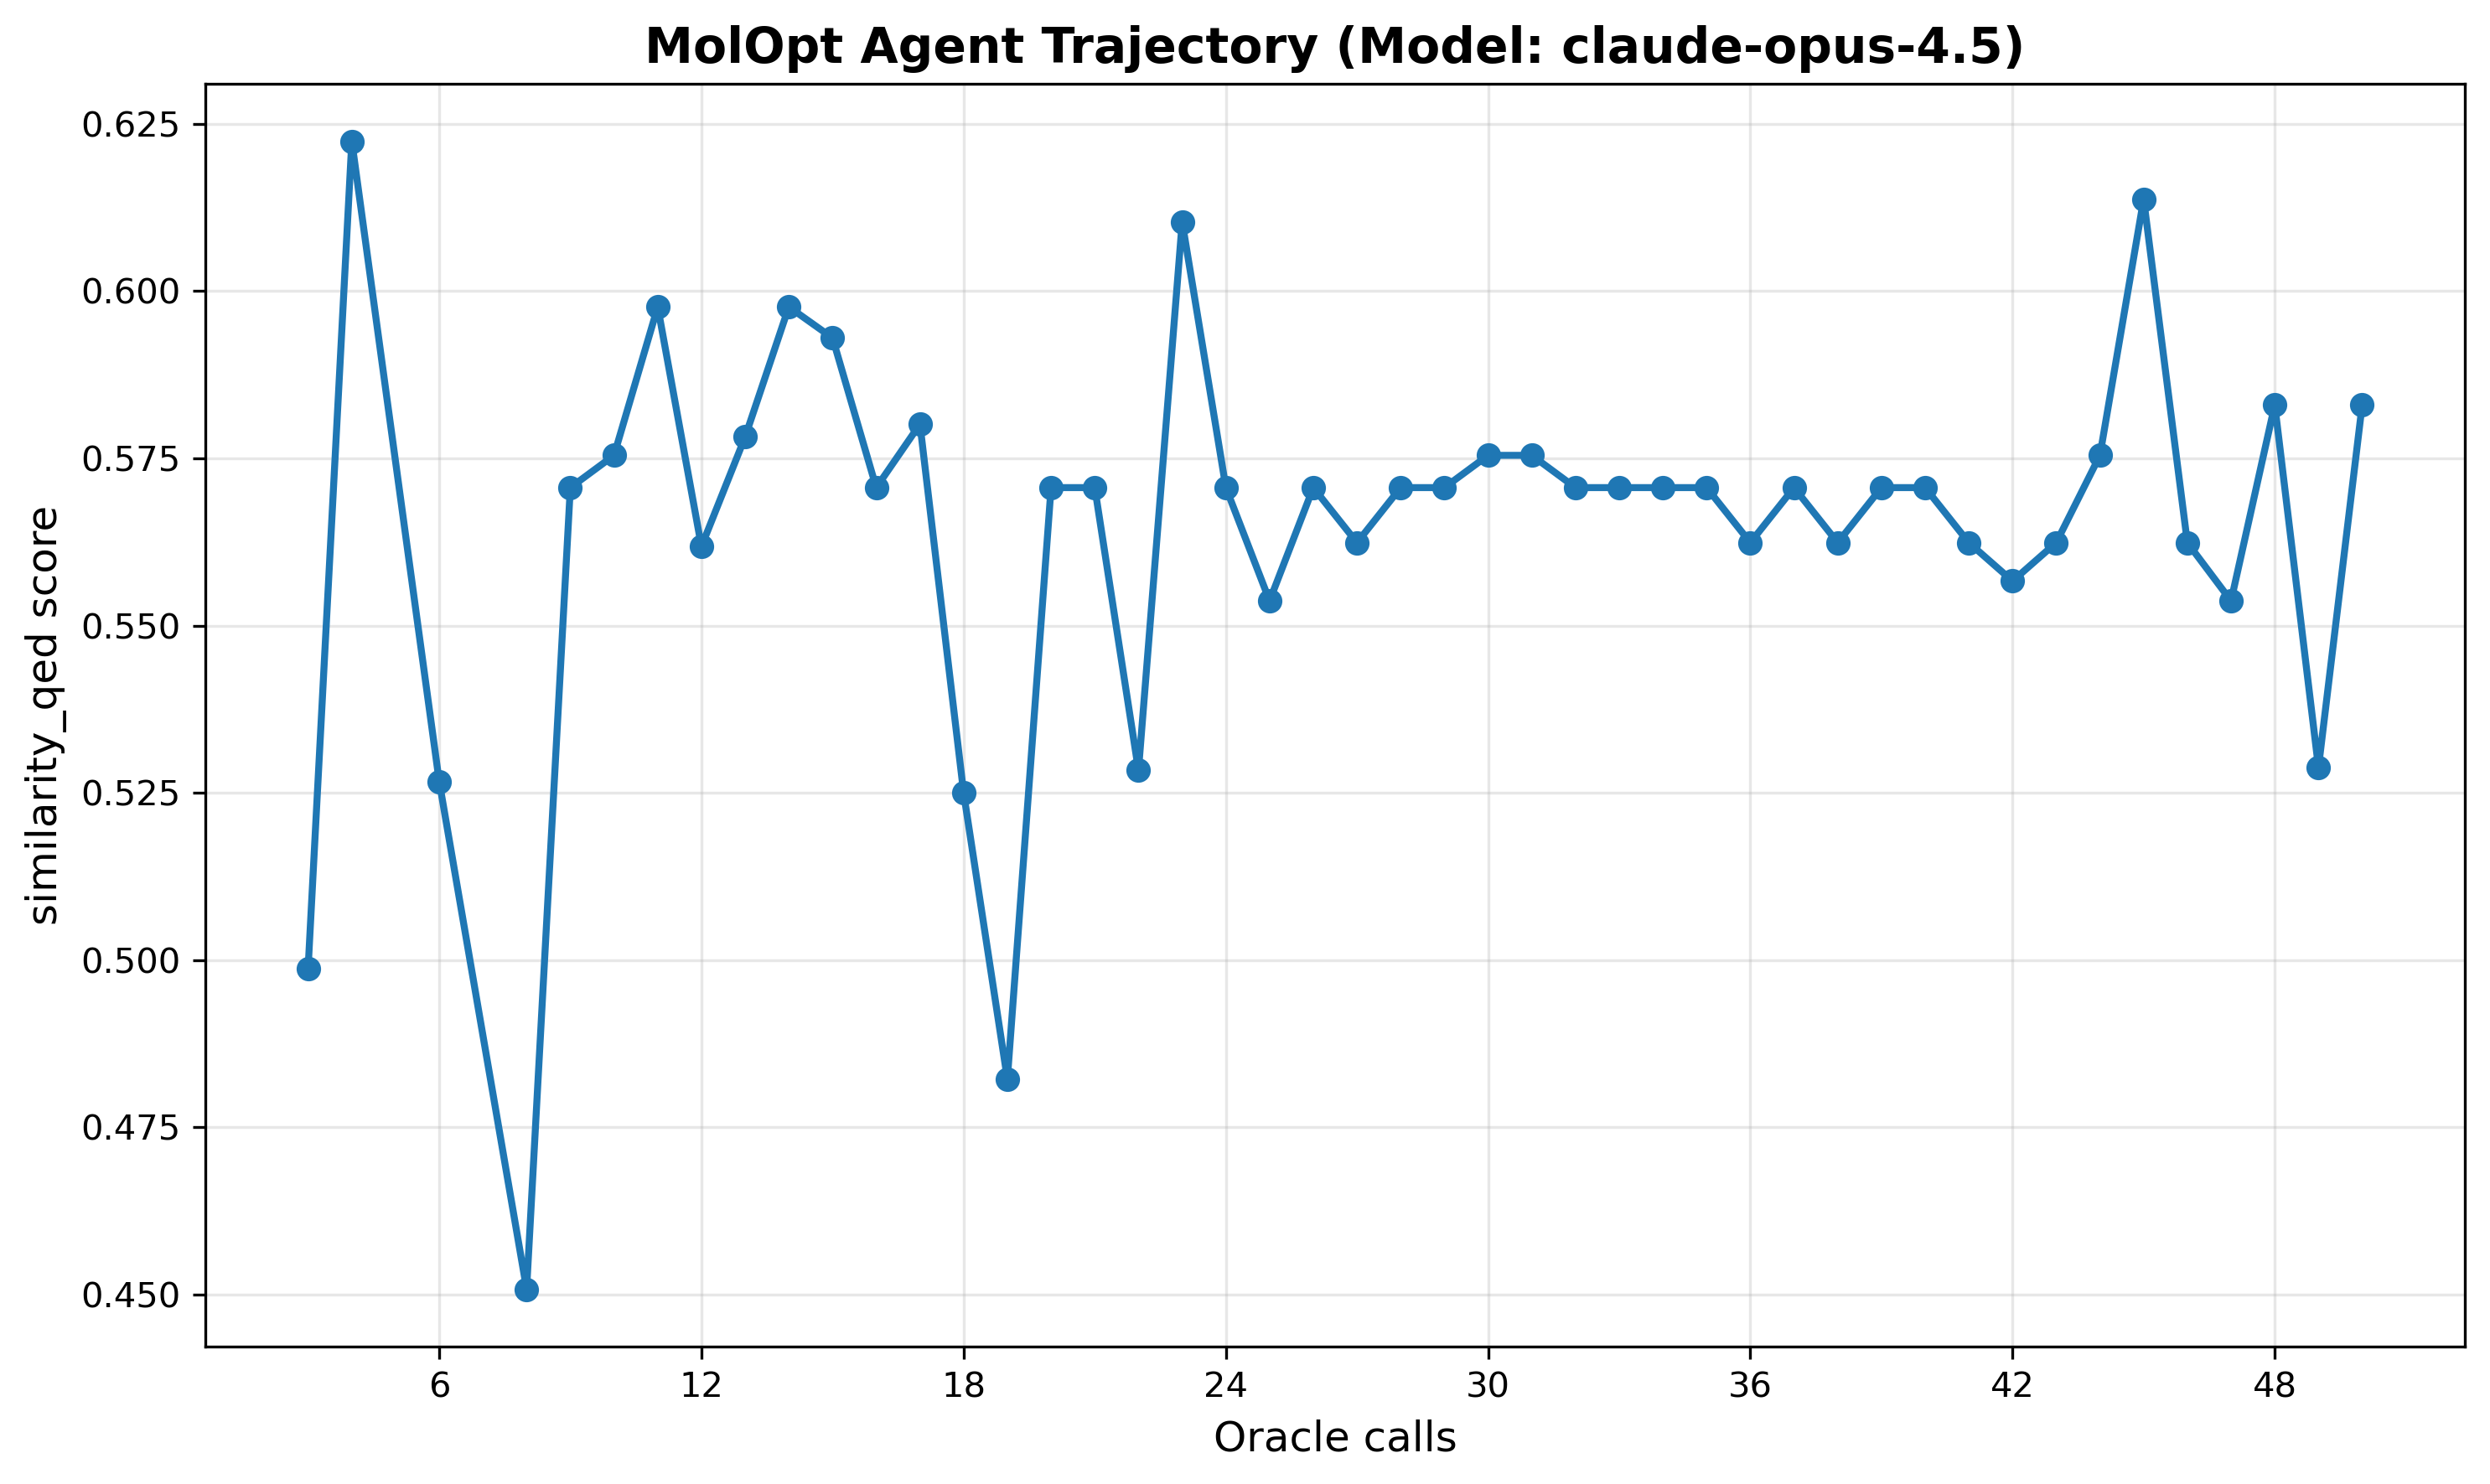 MolOpt Agent Trajectory (Model: claude-opus-4.5)
similarity_qed score
0.625
0.600
0.575
0.550
0.525
0.500
0.475
0.450
6 12 18 24 30 36 42 48
Oracle calls